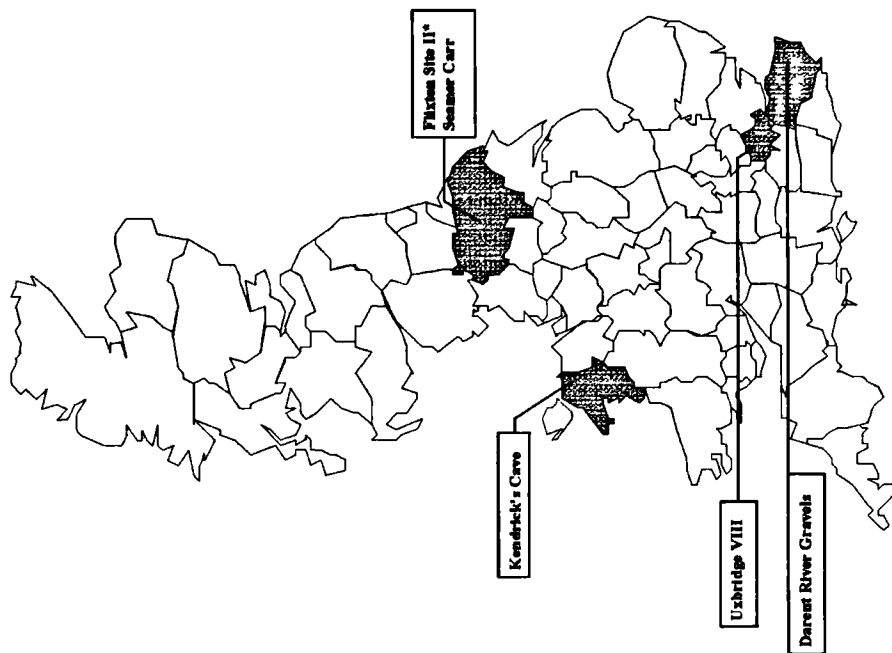 Flixton Site II*
Seamer Carr
Kendrick's Cave
Uxbridge VIII
Darent River Gravels